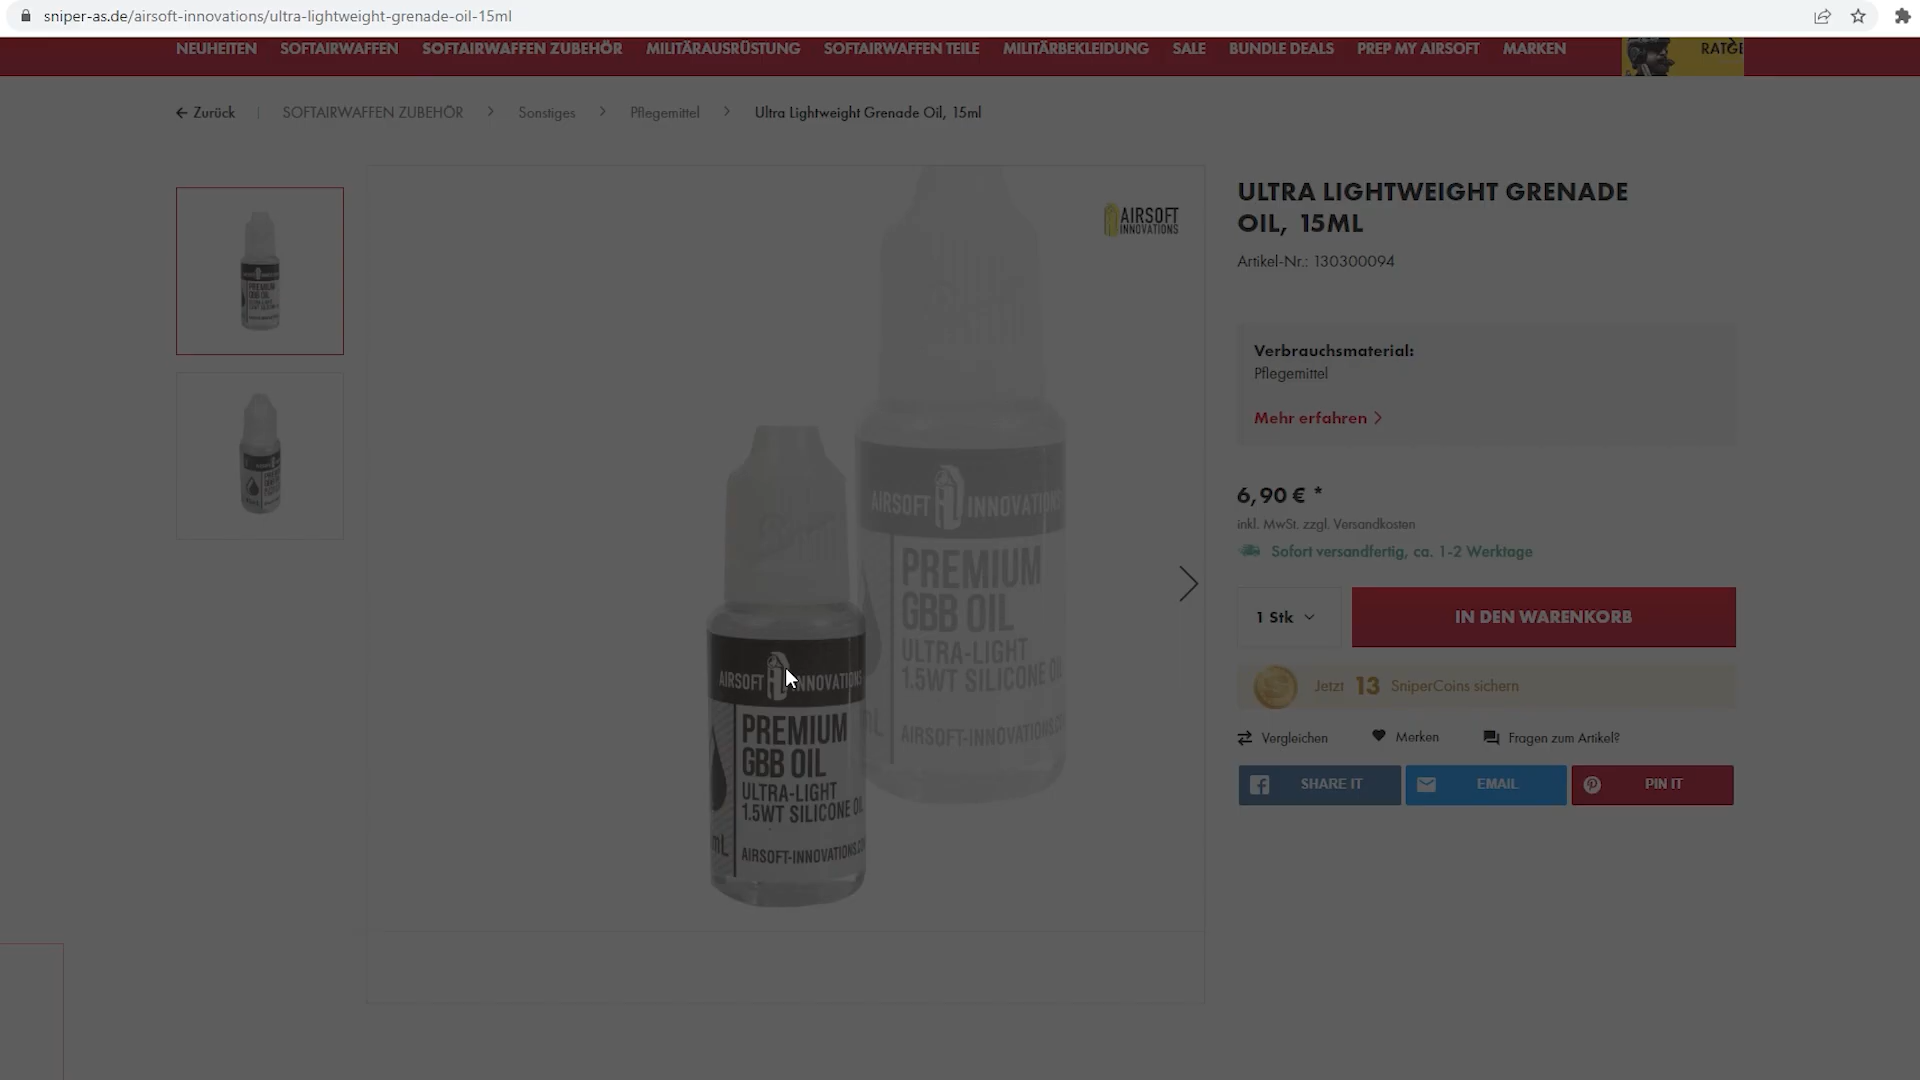 sniper-as.de/airsoft-innovations/ultra-lightweight-grenade-oil-15ml
NEUHEITEN SOFTAIRWAFFEN SOFTAIRWAFFEN ZUBEHÖR MILITÄRAUSRÜSTUNG SOFTAIRWAFFEN TEILE MILITÄRBEKLEIDUNG SALE BUNDLE DEALS PREP MY AIRSOFT MARKEN
Zurück | SOFTAIRWAFFEN ZUBEHÖR Sonstiges Pflegemittel Ultra Lightweight Grenade Oil, 15ml
AIRSOFT
INNOVATIONS
ULTRA LIGHTWEIGHT GRENADE
OIL, 15ML
Artikel-Nr.: 130300094
Verbrauchsmaterial:
Pflegemittel
Mehr erfahren
6,90 € *
inkl. MwSt. zzgl. Versandkosten
Sofort versandfertig, ca. 1-2 Werktage
1 Stk
IN DEN WARENKORB
Jetzt 13 SniperCoins sichern
Vergleichen Merken Fragen zum Artikel?
SHARE IT EMAIL PIN IT
AIRSOFT INNOVATIONS
PREMIUM
GBB OIL
ULTRA-LIGHT
1.5WT SILICONE OIL
mL
AIRSOFT-INNOVATIONS.CO
AIRSOFT INNOVATIONS
PREMIUM
GBB OIL
ULTRA-LIGHT
1.5WT SILICONE OIL
mL
AIRSOFT-INNOVATIONS.CO